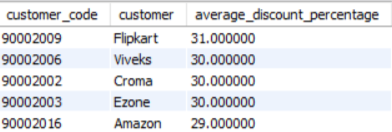 customer_code customer average_discount_percentage
90002009 Flipkart 31.000000
90002006 Viveks 30.000000
90002002 Croma 30.000000
90002003 Ezone 30.000000
90002016 Amazon 29.000000